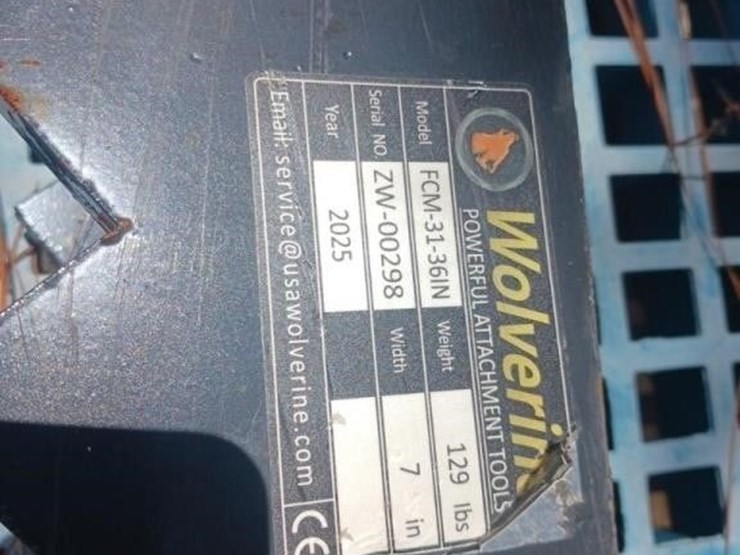 Wolverin
POWERFUL ATTACHMENT TOOLS
Model FCM-31-36IN Weight 129 lbs
Serial NO. ZW-00298 Width 7 in
Year 2025
Email: service@usawolverine.com CE